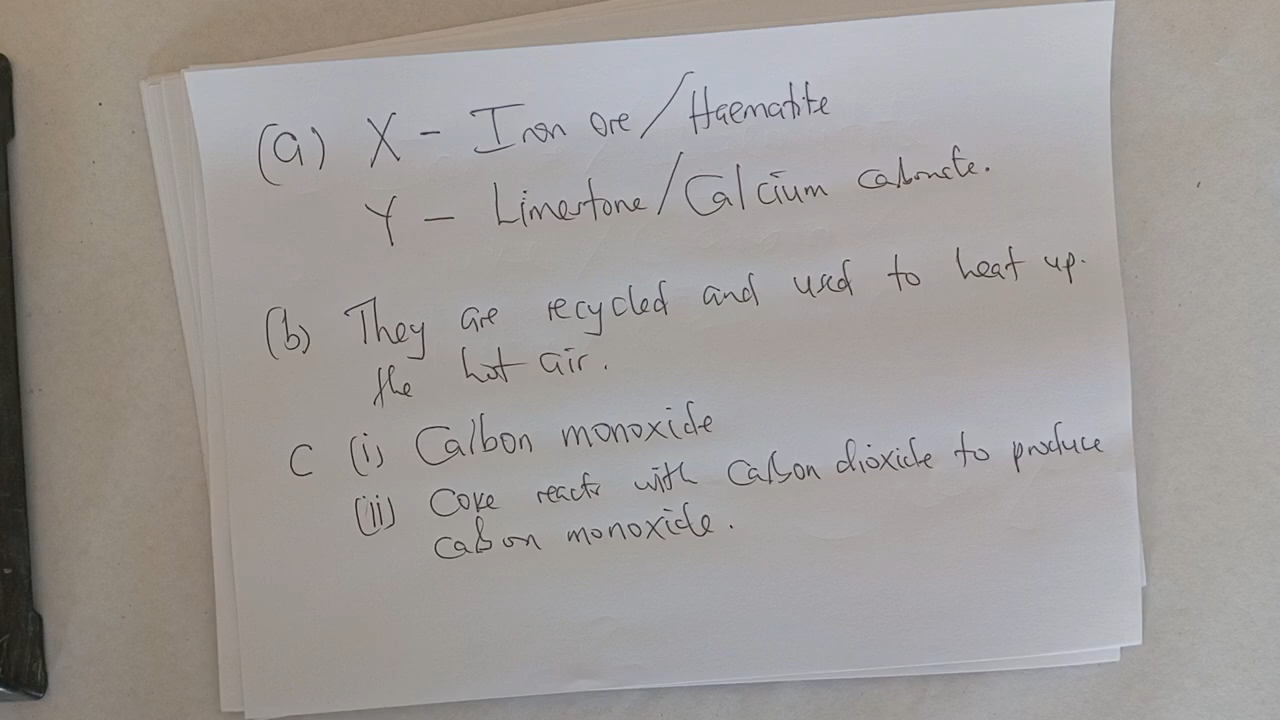 (a) X - Iron ore/Haematite
Y - Limestone/Calcium cabonate.
(b) They are recycled and used to heat up.
the hot air.
C (i) Calbon monoxide
(ii) Coke reacts with Carbon dioxide to produce
carbon monoxide.